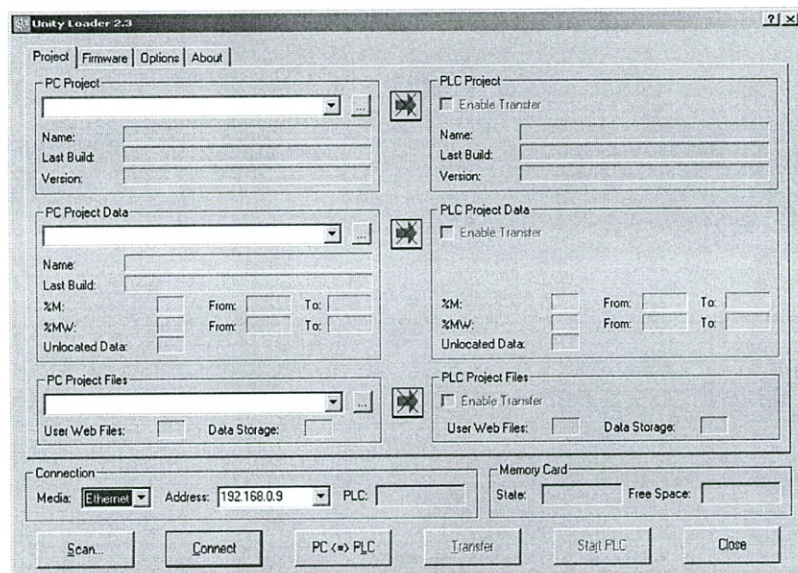 Unity Loader 2.3
Project Firmware Options About
PC Project
...
Name:
Last Build:
Version:
PLC Project
Enable Transfer
Name:
Last Build:
Version:
PC Project Data
...
Name:
Last Build:
%M: From: To:
%MW: From: To:
Unlocated Data:
PLC Project Data
Enable Transfer
%M: From: To:
%MW: From: To:
Unlocated Data:
PC Project Files
...
User Web Files: Data Storage:
PLC Project Files
Enable Transfer
User Web Files: Data Storage:
Connection
Media: Ethernet Address: 192.168.0.9 PLC:
Memory Card
State: Free Space:
Scan... Connect PC <=> PLC Transfer Start PLC Close